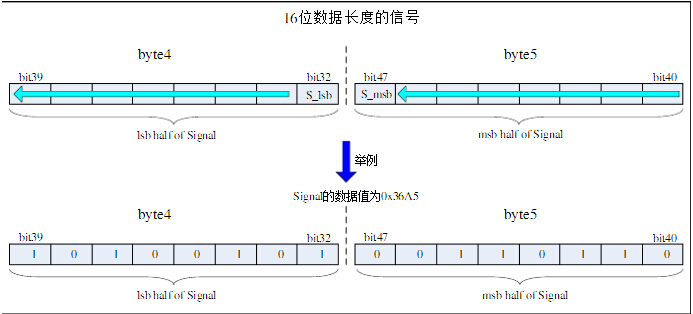 16位数据长度的信号
byte4 byte5
bit39 bit32 bit47 bit40
S_lsb S_msb
lsb half of Signal msb half of Signal
举例
Signal的数据值为0x36A5
byte4 byte5
bit39 bit32 bit47 bit40
1 0 1 0 0 1 0 1 0 0 1 1 0 1 1 0
lsb half of Signal msb half of Signal